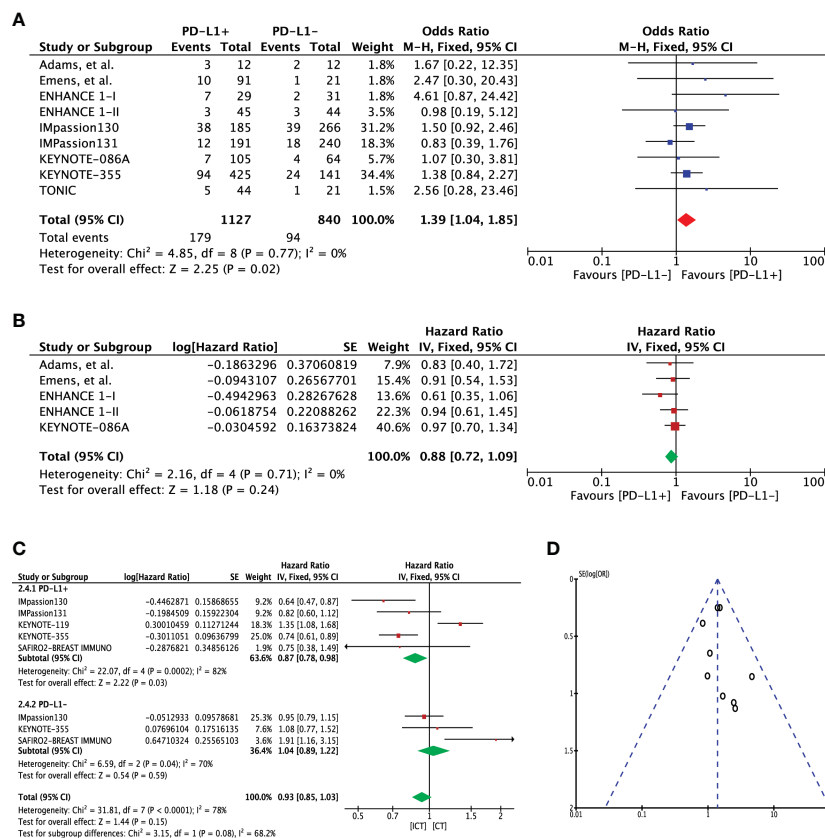 A
PD-L1+ PD-L1- Odds Ratio Odds Ratio
Study or Subgroup Events Total Events Total Weight M-H, Fixed, 95% CI M-H, Fixed, 95% CI
Adams, et al. 3 12 2 12 1.8% 1.67 [0.22, 12.35]
Emens, et al. 10 91 1 21 1.8% 2.47 [0.30, 20.43]
ENHANCE 1-I 7 29 2 31 1.8% 4.61 [0.87, 24.42]
ENHANCE 1-II 3 45 3 44 3.5% 0.98 [0.19, 5.12]
IMpassion130 38 185 39 266 31.2% 1.50 [0.92, 2.46]
IMPassion131 12 191 18 240 18.3% 0.83 [0.39, 1.76]
KEYNOTE-086A 7 105 4 64 5.7% 1.07 [0.30, 3.81]
KEYNOTE-355 94 425 24 141 34.4% 1.38 [0.84, 2.27]
TONIC 5 44 1 21 1.5% 2.56 [0.28, 23.46]
Total (95% CI) 1127 840 100.0% 1.39 [1.04, 1.85]
Total events 179 94
Heterogeneity: Chi² = 4.85, df = 8 (P = 0.77); I² = 0%
Test for overall effect: Z = 2.25 (P = 0.02)
0.01 0.1 1 10 100
Favours [PD-L1-] Favours [PD-L1+]
B
Hazard Ratio Hazard Ratio
Study or Subgroup log[Hazard Ratio] SE Weight IV, Fixed, 95% CI IV, Fixed, 95% CI
Adams, et al. -0.1863296 0.37060819 7.9% 0.83 [0.40, 1.72]
Emens, et al. -0.0943107 0.26567701 15.4% 0.91 [0.54, 1.53]
ENHANCE 1-I -0.4942963 0.28267628 13.6% 0.61 [0.35, 1.06]
ENHANCE 1-II -0.0618754 0.22088262 22.3% 0.94 [0.61, 1.45]
KEYNOTE-086A -0.0304592 0.16373824 40.6% 0.97 [0.70, 1.34]
Total (95% CI) 100.0% 0.88 [0.72, 1.09]
Heterogeneity: Chi² = 2.16, df = 4 (P = 0.71); I² = 0%
Test for overall effect: Z = 1.18 (P = 0.24)
0.01 0.1 1 10 100
Favours [PD-L1+] Favours [PD-L1-]
C
Hazard Ratio Hazard Ratio
Study or Subgroup log[Hazard Ratio] SE Weight IV, Fixed, 95% CI IV, Fixed, 95% CI
2.4.1 PD-L1+
IMpassion130 -0.4462871 0.15868655 9.2% 0.64 [0.47, 0.87]
IMPassion131 -0.1984509 0.15922304 9.2% 0.82 [0.60, 1.12]
KEYNOTE-119 0.30010459 0.11271244 18.3% 1.35 [1.08, 1.68]
KEYNOTE-355 -0.3011051 0.09636799 25.0% 0.74 [0.61, 0.89]
SAFIRO2-BREAST IMMUNO -0.2876821 0.34856126 1.9% 0.75 [0.38, 1.49]
Subtotal (95% CI) 63.6% 0.87 [0.78, 0.98]
Heterogeneity: Chi² = 22.07, df = 4 (P = 0.0002); I² = 82%
Test for overall effect: Z = 2.22 (P = 0.03)
2.4.2 PD-L1-
IMpassion130 -0.0512933 0.09578681 25.3% 0.95 [0.79, 1.15]
KEYNOTE-355 0.07696104 0.17516135 7.6% 1.08 [0.77, 1.52]
SAFIRO2-BREAST IMMUNO 0.64710324 0.25565103 3.6% 1.91 [1.16, 3.15]
Subtotal (95% CI) 36.4% 1.04 [0.89, 1.22]
Heterogeneity: Chi² = 6.59, df = 2 (P = 0.04); I² = 70%
Test for overall effect: Z = 0.54 (P = 0.59)
Total (95% CI) 100.0% 0.93 [0.85, 1.03]
Heterogeneity: Chi² = 31.81, df = 7 (P < 0.0001); I² = 78%
Test for overall effect: Z = 1.44 (P = 0.15)
Test for subgroup differences: Chi² = 3.15, df = 1 (P = 0.08), I² = 68.2%
0.5 0.7 1 1.5 2
[ICT] [CT]
D
SE(log[OR])
0
0.5
1
1.5
2
0.01 0.1 1 10